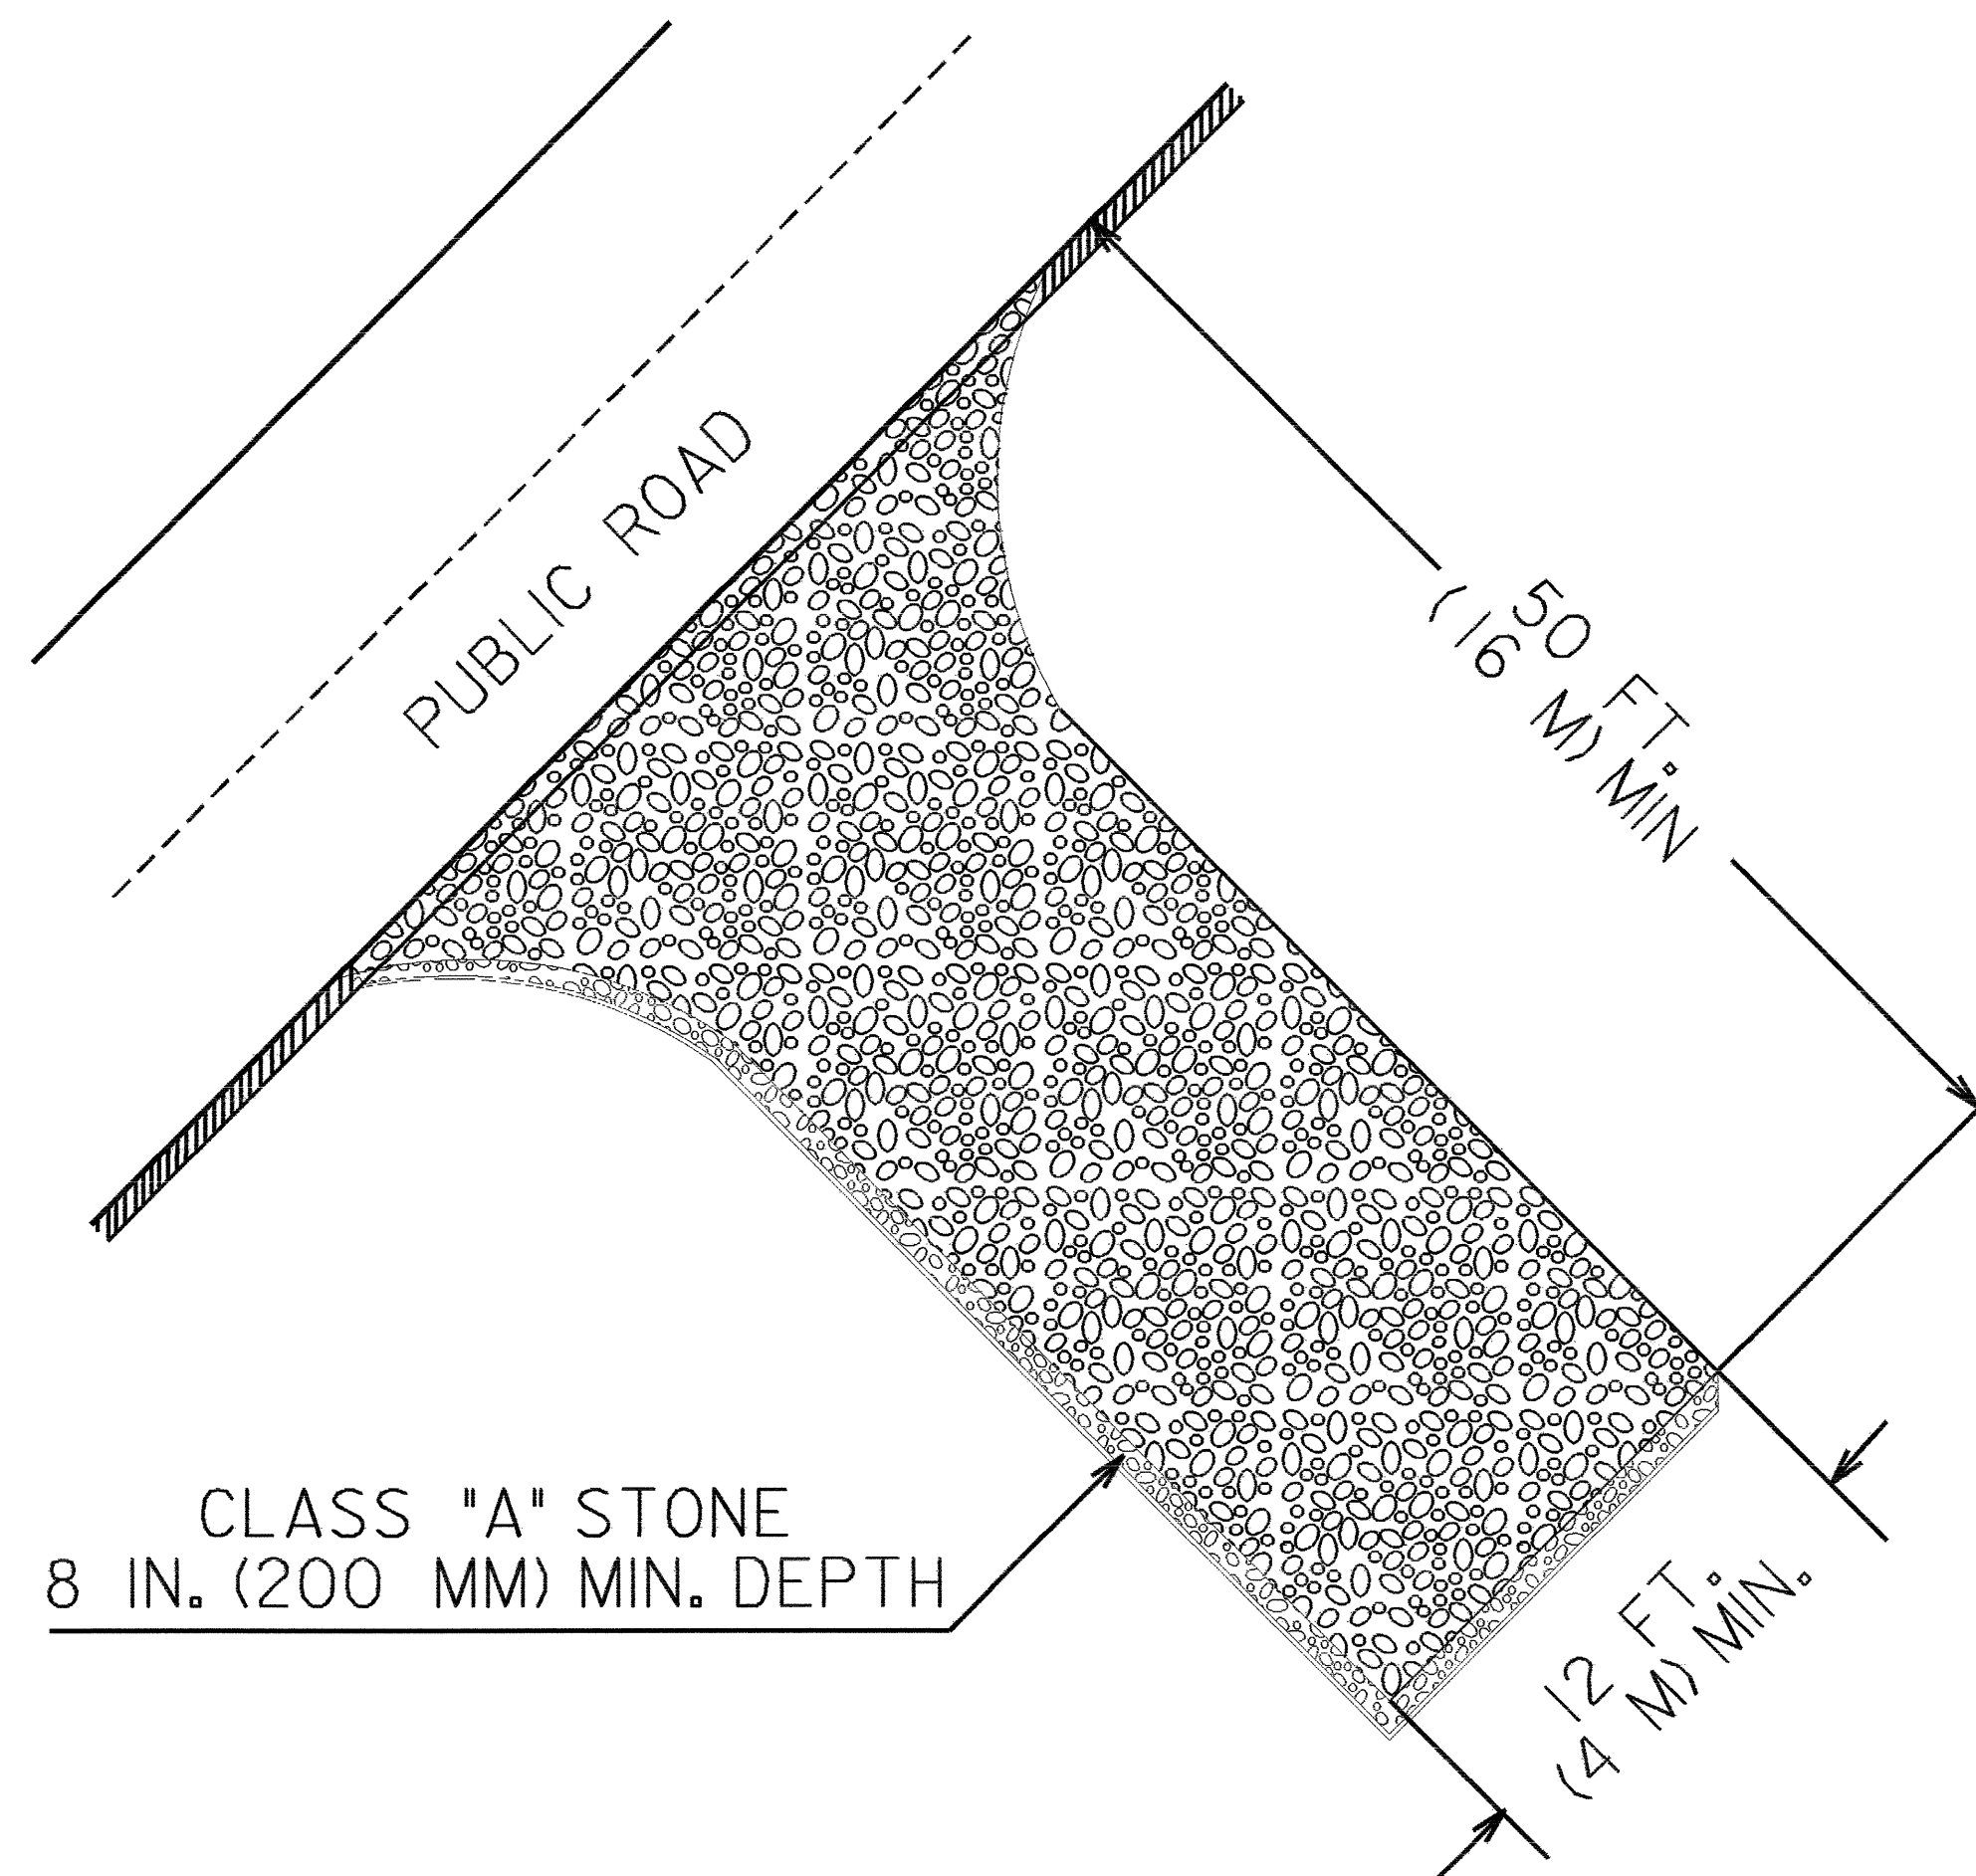 PUBLIC ROAD
50 FT.
(16 M) MIN
CLASS "A" STONE
8 IN. (200 MM) MIN. DEPTH
12 FT.
(4 M) MIN.